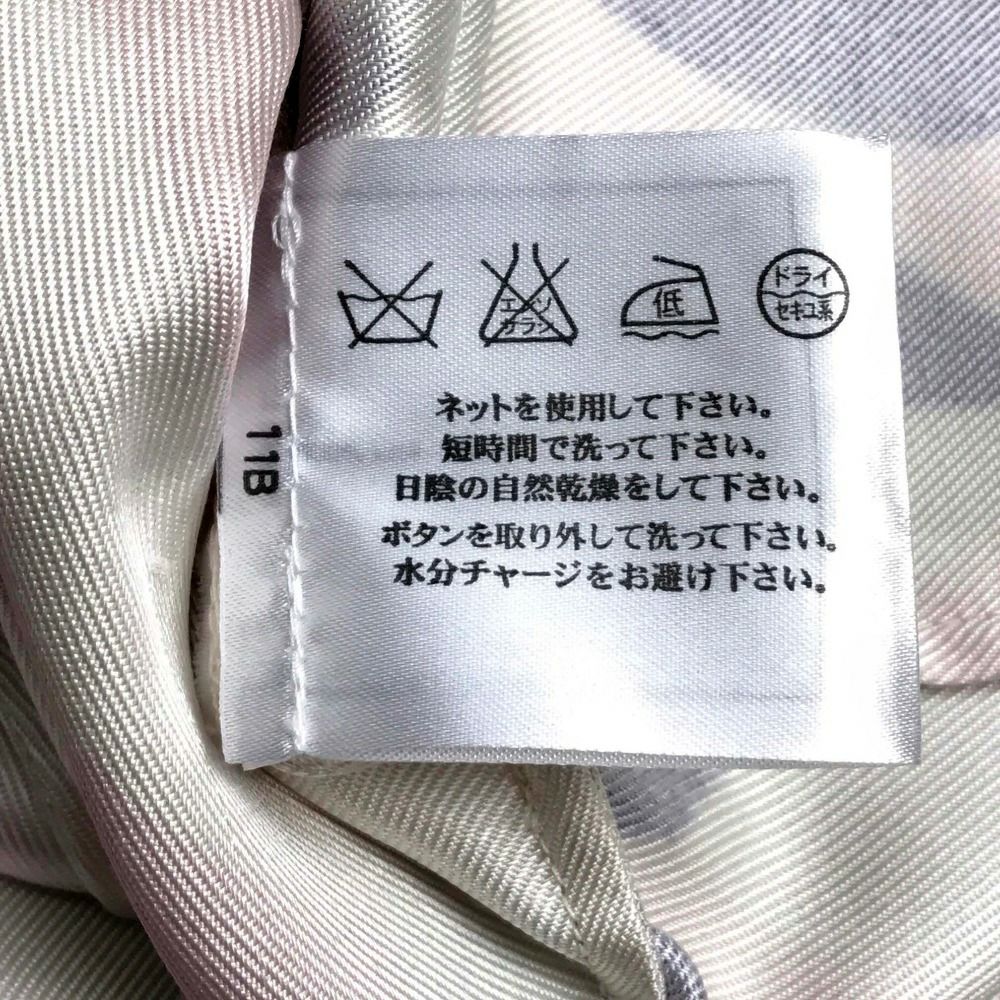 エンソ
サラシ
低
ドライ
セキユ系
ネットを使用して下さい。
短時間で洗って下さい。
日陰の自然乾燥をして下さい。
ボタンを取り外して洗って下さい。
水分チャージをお避け下さい。
11B